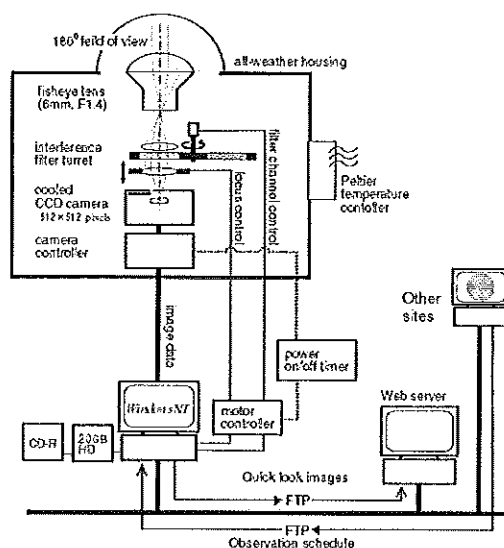 180° feild of view
all-weather housing
fisheye lens
(6mm, F1.4)
interference
filter turret
filter channel control
focus control
cooled
CCD camera
512×512 pixels
Peltier
temperature
contoller
camera
controller
image data
Other
sites
power
on/off timer
Web server
WindowsNT
motor
controller
CD-R
20GB
HD
Quick look images
FTP
FTP
Observation schedule